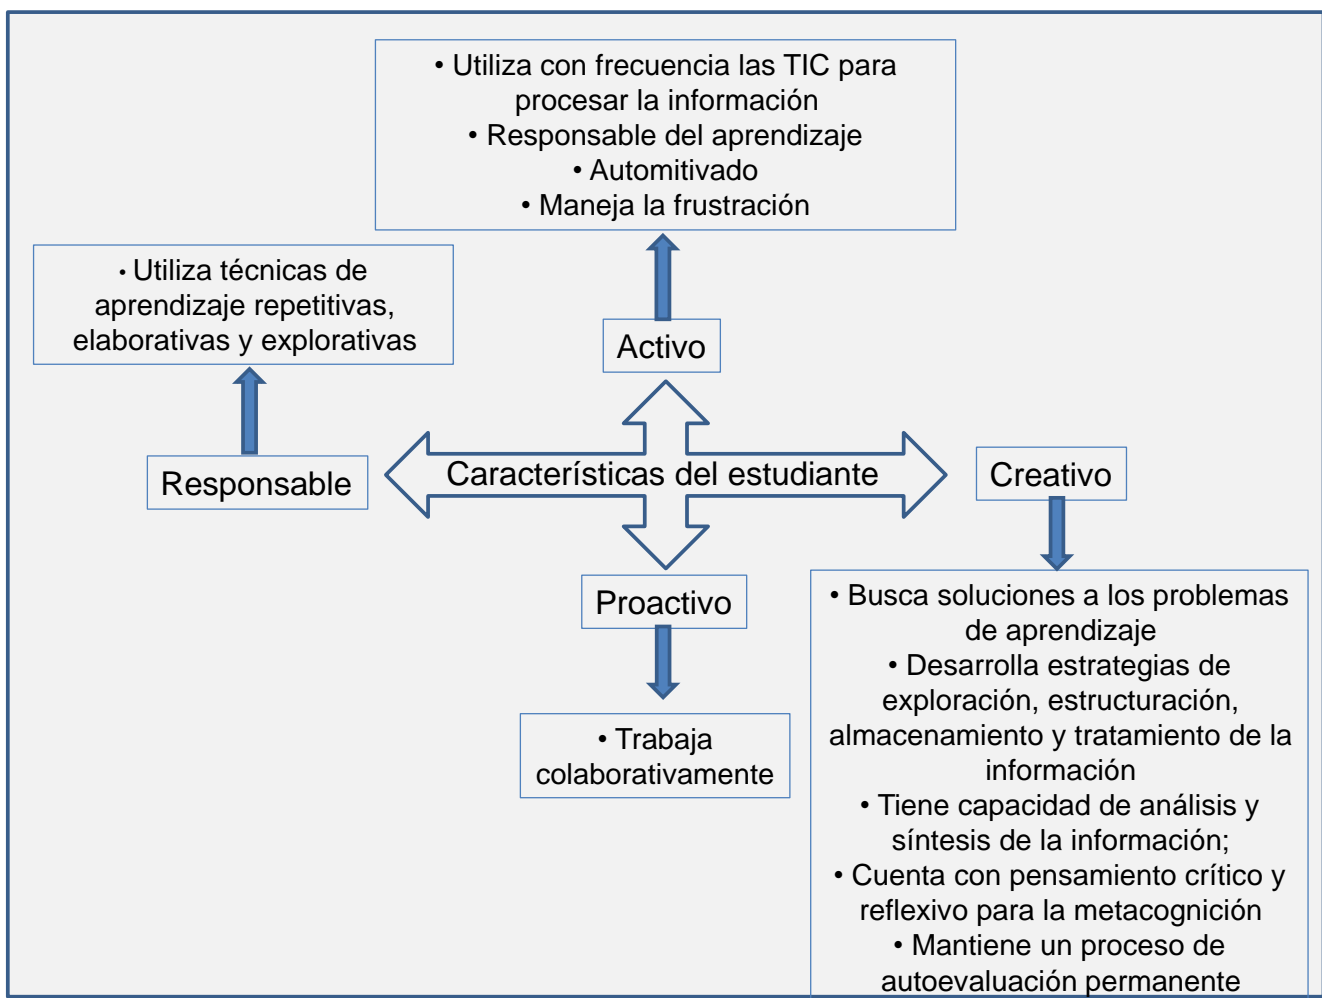 • Utiliza con frecuencia las TIC para
procesar la información
• Responsable del aprendizaje
• Automitivado
• Maneja la frustración
• Utiliza técnicas de
aprendizaje repetitivas,
elaborativas y explorativas
Activo
Responsable
Características del estudiante
Creativo
Proactivo
• Trabaja
colaborativamente
• Busca soluciones a los problemas
de aprendizaje
• Desarrolla estrategias de
exploración, estructuración,
almacenamiento y tratamiento de la
información
• Tiene capacidad de análisis y
síntesis de la información;
• Cuenta con pensamiento crítico y
reflexivo para la metacognición
• Mantiene un proceso de
autoevaluación permanente